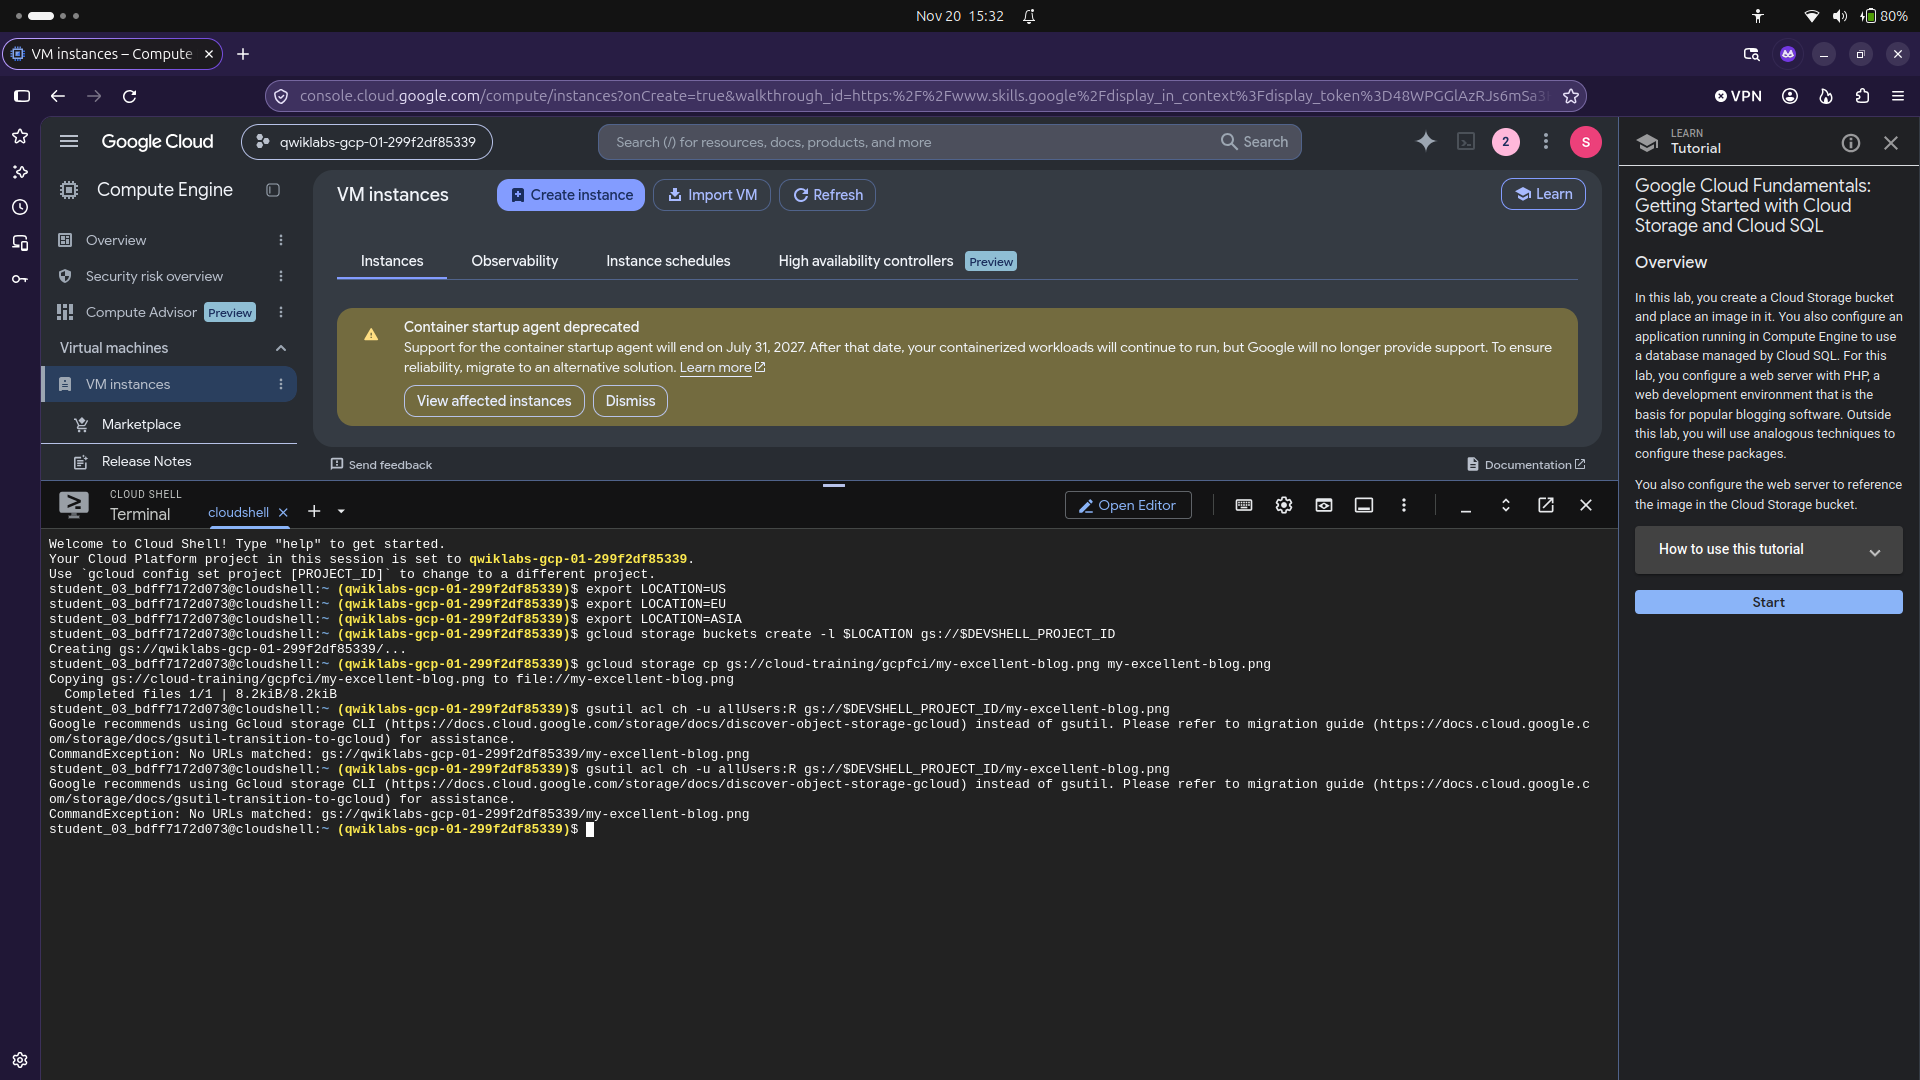 Nov 20 15:32
80%
VM instances – Compute
console.cloud.google.com/compute/instances?onCreate=true&walkthrough_id=https:%2F%2Fwww.skills.google%2Fdisplay_in_context%3Fdisplay_token%3D48WPGGlAzRJs6mSa3
VPN
Google Cloud
qwiklabs-gcp-01-299f2df85339
Search (/) for resources, docs, products, and more
Search
2
S
Compute Engine
Overview
Security risk overview
Compute Advisor Preview
Virtual machines
VM instances
Marketplace
Release Notes
VM instances
Create instance
Import VM
Refresh
Learn
Instances
Observability
Instance schedules
High availability controllers Preview
Container startup agent deprecated
Support for the container startup agent will end on July 31, 2027. After that date, your containerized workloads will continue to run, but Google will no longer provide support. To ensure
reliability, migrate to an alternative solution. Learn more
View affected instances
Dismiss
Send feedback
Documentation
CLOUD SHELL
Terminal
cloudshell
Open Editor
Welcome to Cloud Shell! Type "help" to get started.
Your Cloud Platform project in this session is set to qwiklabs-gcp-01-299f2df85339.
Use `gcloud config set project [PROJECT_ID]` to change to a different project.
student_03_bdff7172d073@cloudshell:~ (qwiklabs-gcp-01-299f2df85339)$ export LOCATION=US
student_03_bdff7172d073@cloudshell:~ (qwiklabs-gcp-01-299f2df85339)$ export LOCATION=EU
student_03_bdff7172d073@cloudshell:~ (qwiklabs-gcp-01-299f2df85339)$ export LOCATION=ASIA
student_03_bdff7172d073@cloudshell:~ (qwiklabs-gcp-01-299f2df85339)$ gcloud storage buckets create -l $LOCATION gs://$DEVSHELL_PROJECT_ID
Creating gs://qwiklabs-gcp-01-299f2df85339/...
student_03_bdff7172d073@cloudshell:~ (qwiklabs-gcp-01-299f2df85339)$ gcloud storage cp gs://cloud-training/gcpfci/my-excellent-blog.png my-excellent-blog.png
Copying gs://cloud-training/gcpfci/my-excellent-blog.png to file://my-excellent-blog.png
Completed files 1/1 | 8.2kiB/8.2kiB
student_03_bdff7172d073@cloudshell:~ (qwiklabs-gcp-01-299f2df85339)$ gsutil acl ch -u allUsers:R gs://$DEVSHELL_PROJECT_ID/my-excellent-blog.png
Google recommends using Gcloud storage CLI (https://docs.cloud.google.com/storage/docs/discover-object-storage-gcloud) instead of gsutil. Please refer to migration guide (https://docs.cloud.google.c
om/storage/docs/gsutil-transition-to-gcloud) for assistance.
CommandException: No URLs matched: gs://qwiklabs-gcp-01-299f2df85339/my-excellent-blog.png
student_03_bdff7172d073@cloudshell:~ (qwiklabs-gcp-01-299f2df85339)$ gsutil acl ch -u allUsers:R gs://$DEVSHELL_PROJECT_ID/my-excellent-blog.png
Google recommends using Gcloud storage CLI (https://docs.cloud.google.com/storage/docs/discover-object-storage-gcloud) instead of gsutil. Please refer to migration guide (https://docs.cloud.google.c
om/storage/docs/gsutil-transition-to-gcloud) for assistance.
CommandException: No URLs matched: gs://qwiklabs-gcp-01-299f2df85339/my-excellent-blog.png
student_03_bdff7172d073@cloudshell:~ (qwiklabs-gcp-01-299f2df85339)$
LEARN
Tutorial
Google Cloud Fundamentals:
Getting Started with Cloud
Storage and Cloud SQL
Overview
In this lab, you create a Cloud Storage bucket
and place an image in it. You also configure an
application running in Compute Engine to use
a database managed by Cloud SQL. For this
lab, you configure a web server with PHP, a
web development environment that is the
basis for popular blogging software. Outside
this lab, you will use analogous techniques to
configure these packages.
You also configure the web server to reference
the image in the Cloud Storage bucket.
How to use this tutorial
Start